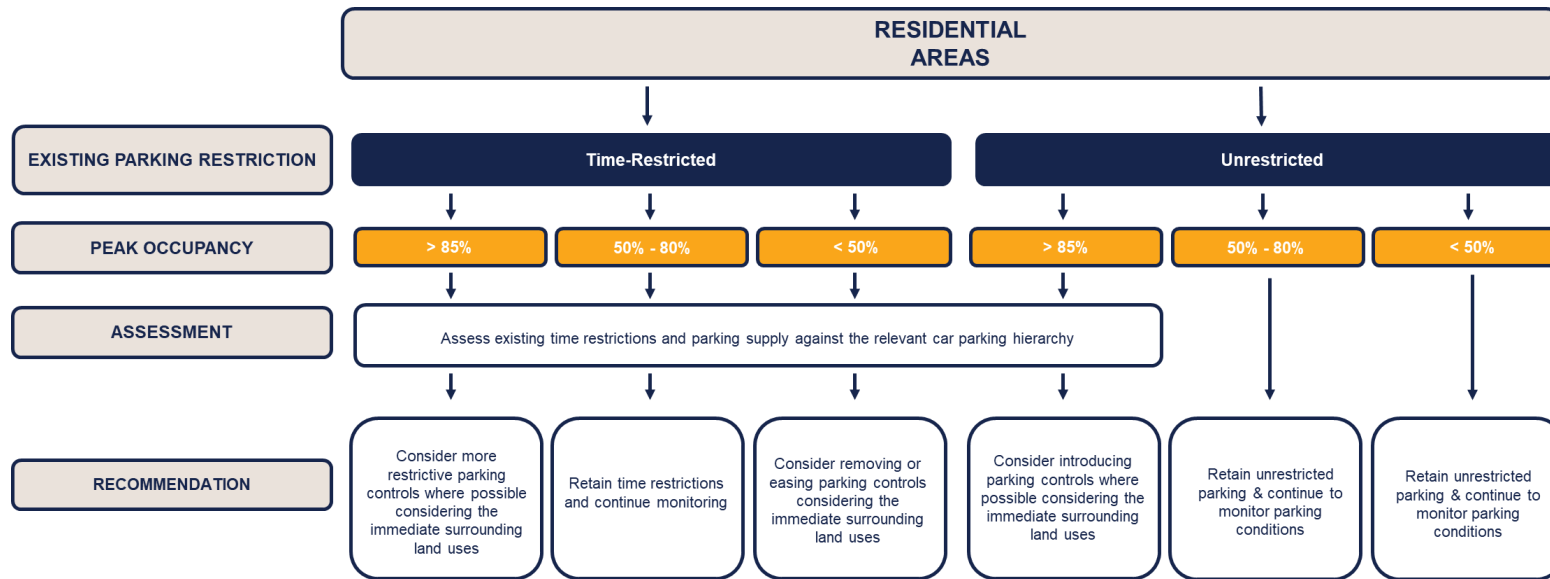 RESIDENTIAL
AREAS
EXISTING PARKING RESTRICTION
Time-Restricted
Unrestricted
PEAK OCCUPANCY
> 85%
50% - 80%
< 50%
> 85%
50% - 80%
< 50%
ASSESSMENT
Assess existing time restrictions and parking supply against the relevant car parking hierarchy
RECOMMENDATION
Consider more
restrictive parking
controls where possible
considering the
immediate surrounding
land uses
Retain time restrictions
and continue monitoring
Consider removing or
easing parking controls
considering the
immediate surrounding
land uses
Consider introducing
parking controls where
possible considering the
immediate surrounding
land uses
Retain unrestricted
parking & continue to
monitor parking
conditions
Retain unrestricted
parking & continue to
monitor parking
conditions